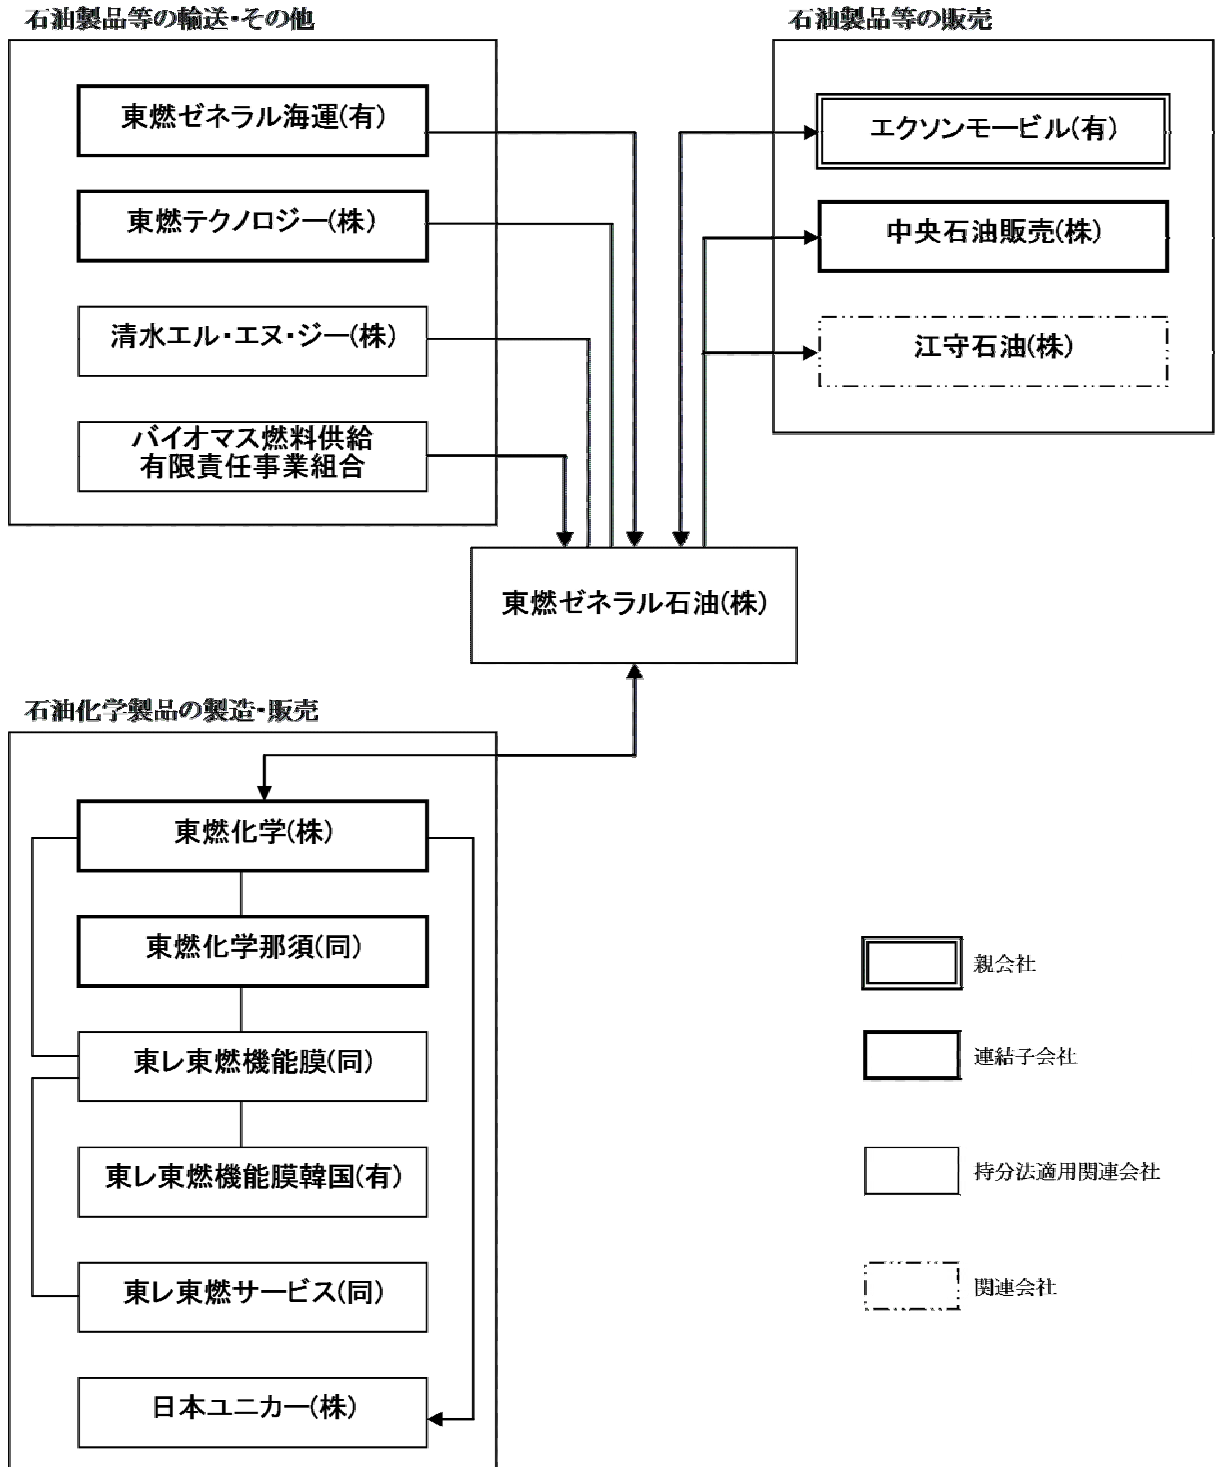 石油製品等の輸送・その他
東燃ゼネラル海運(有)
東燃テクノロジー(株)
清水エル・エヌ・ジー(株)
バイオマス燃料供給
有限責任事業組合
石油製品等の販売
エクソンモービル(有)
中央石油販売(株)
江守石油(株)
東燃ゼネラル石油(株)
石油化学製品の製造・販売
東燃化学(株)
東燃化学那須(同)
東レ東燃機能膜(同)
東レ東燃機能膜韓国(有)
東レ東燃サービス(同)
日本ユニカー(株)
親会社
連結子会社
持分法適用関連会社
関連会社